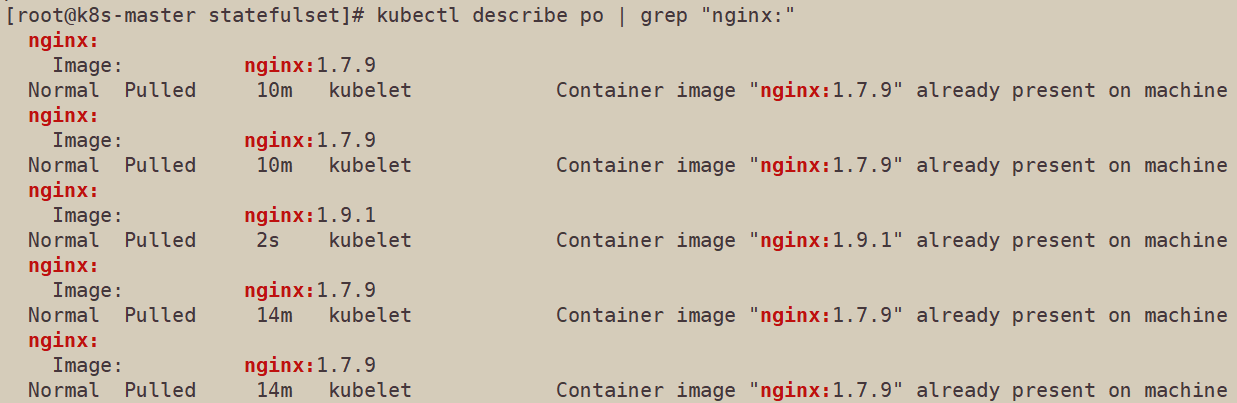 [root@k8s-master statefulset]# kubectl describe po | grep "nginx:"
  nginx:
    Image:          nginx:1.7.9
  Normal  Pulled     10m   kubelet            Container image "nginx:1.7.9" already present on machine
  nginx:
    Image:          nginx:1.7.9
  Normal  Pulled     10m   kubelet            Container image "nginx:1.7.9" already present on machine
  nginx:
    Image:          nginx:1.9.1
  Normal  Pulled     2s    kubelet            Container image "nginx:1.9.1" already present on machine
  nginx:
    Image:          nginx:1.7.9
  Normal  Pulled     14m   kubelet            Container image "nginx:1.7.9" already present on machine
  nginx:
    Image:          nginx:1.7.9
  Normal  Pulled     14m   kubelet            Container image "nginx:1.7.9" already present on machine